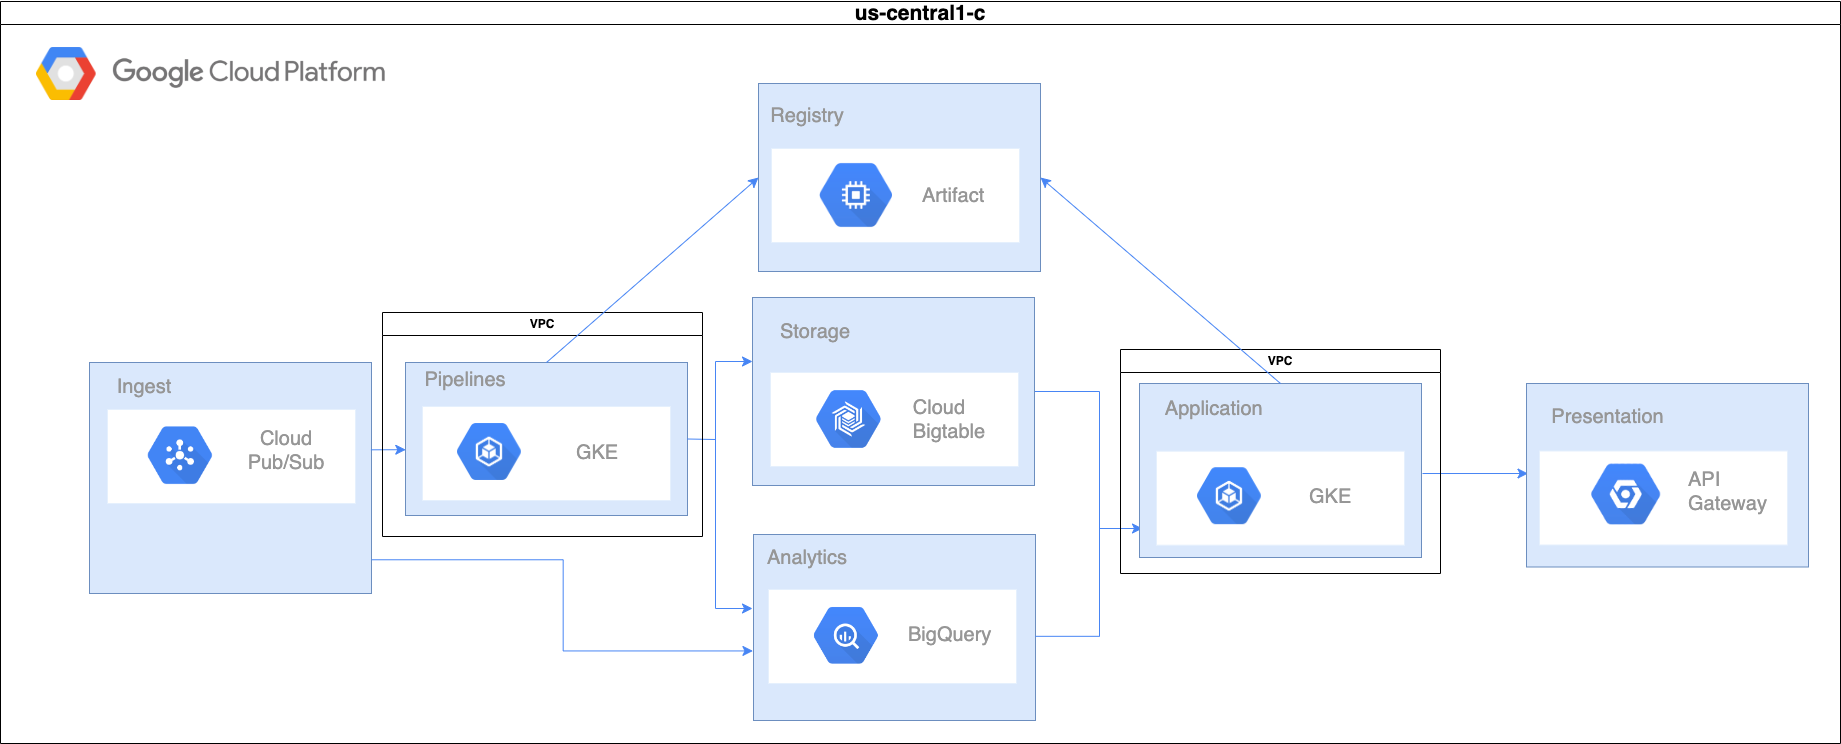 us-central1-c
Google Cloud Platform
Registry
Artifact
VPC
Storage
Ingest
Pipelines
Cloud
Pub/Sub
GKE
Cloud
Bigtable
VPC
Application
GKE
Presentation
API
Gateway
Analytics
BigQuery